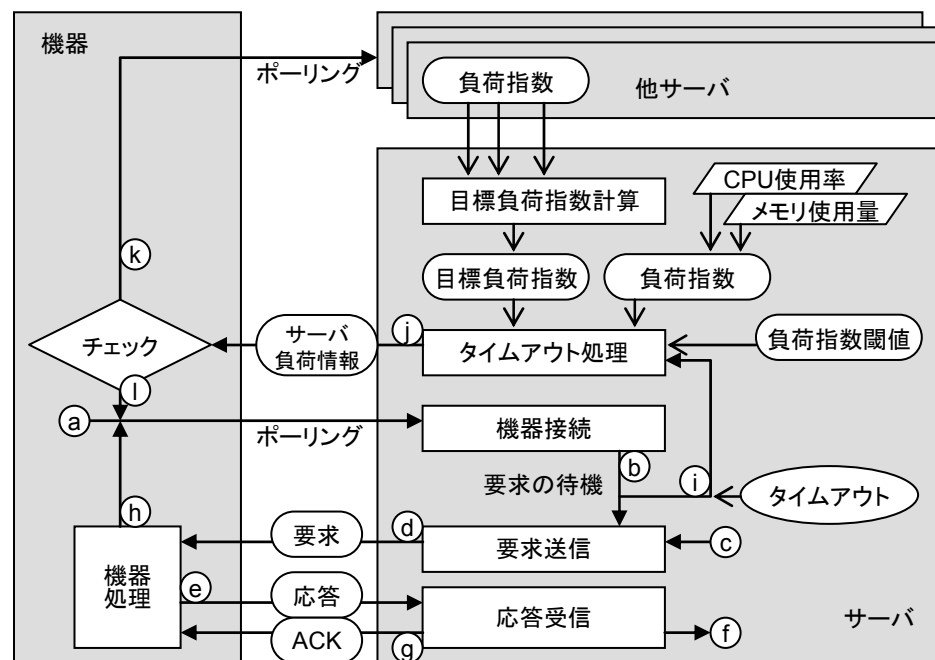 機器
ポーリング
負荷指数
他サーバ
CPU使用率
メモリ使用量
目標負荷指数計算
k
目標負荷指数
負荷指数
チェック
サーバ
負荷情報
j
タイムアウト処理
負荷指数閾値
l
a
ポーリング
機器接続
b
要求の待機
i
タイムアウト
h
要求
d
要求送信
c
機器
処理
e
応答
応答受信
ACK
g
f
サーバ